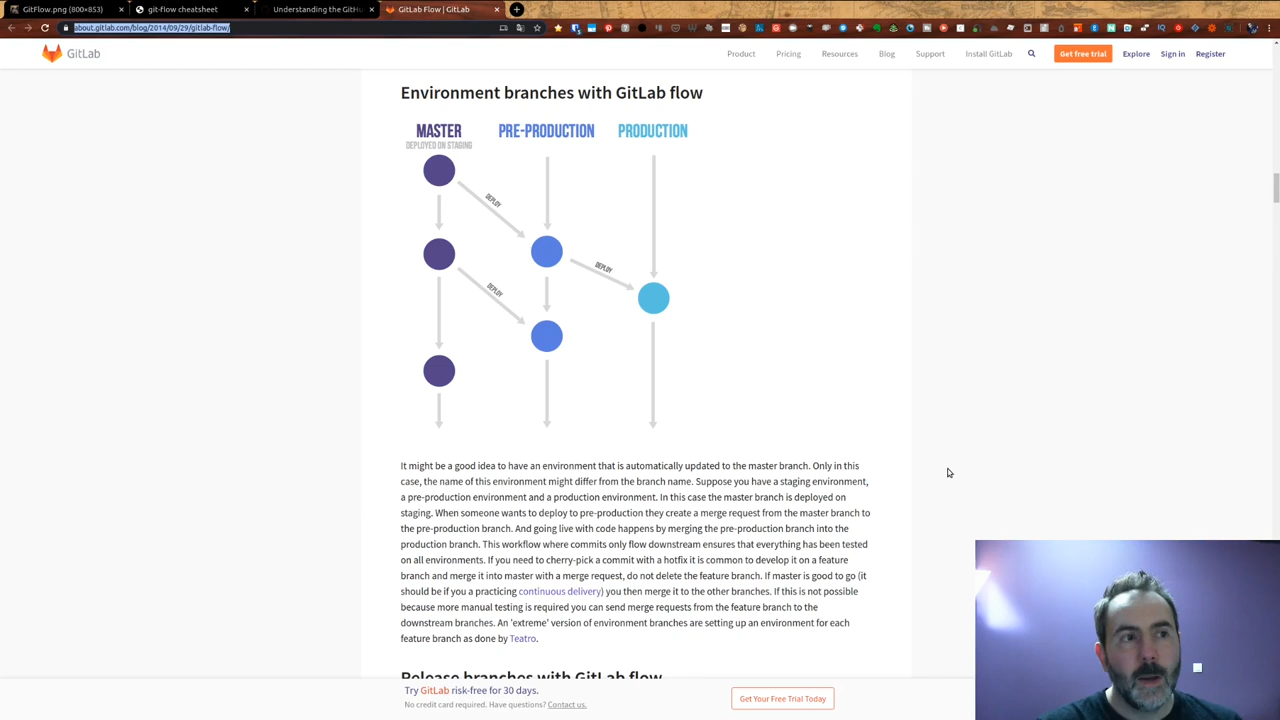 GitFlow.png (800×853)
git-flow cheatsheet
Understanding the GitHu
GitLab Flow | GitLab
about.gitlab.com/blog/2014/09/29/gitlab-flow/
GitLab
Product
Pricing
Resources
Blog
Support
Install GitLab
Get free trial
Explore
Sign in
Register
Environment branches with GitLab flow
MASTER
PRE-PRODUCTION
PRODUCTION
DEPLOYED ON STAGING
DEPLOY
DEPLOY
DEPLOY
It might be a good idea to have an environment that is automatically updated to the master branch. Only in this
case, the name of this environment might differ from the branch name. Suppose you have a staging environment,
a pre-production environment and a production environment. In this case the master branch is deployed on
staging. When someone wants to deploy to pre-production they create a merge request from the master branch to
the pre-production branch. And going live with code happens by merging the pre-production branch into the
production branch. This workflow where commits only flow downstream ensures that everything has been tested
on all environments. If you need to cherry-pick a commit with a hotfix it is common to develop it on a feature
branch and merge it into master with a merge request, do not delete the feature branch. If master is good to go (it
should be if you a practicing continuous delivery) you then merge it to the other branches. If this is not possible
because more manual testing is required you can send merge requests from the feature branch to the
downstream branches. An 'extreme' version of environment branches are setting up an environment for each
feature branch as done by Teatro.
Release branches with GitLab flow
Try GitLab risk-free for 30 days.
No credit card required. Have questions? Contact us.
Get Your Free Trial Today